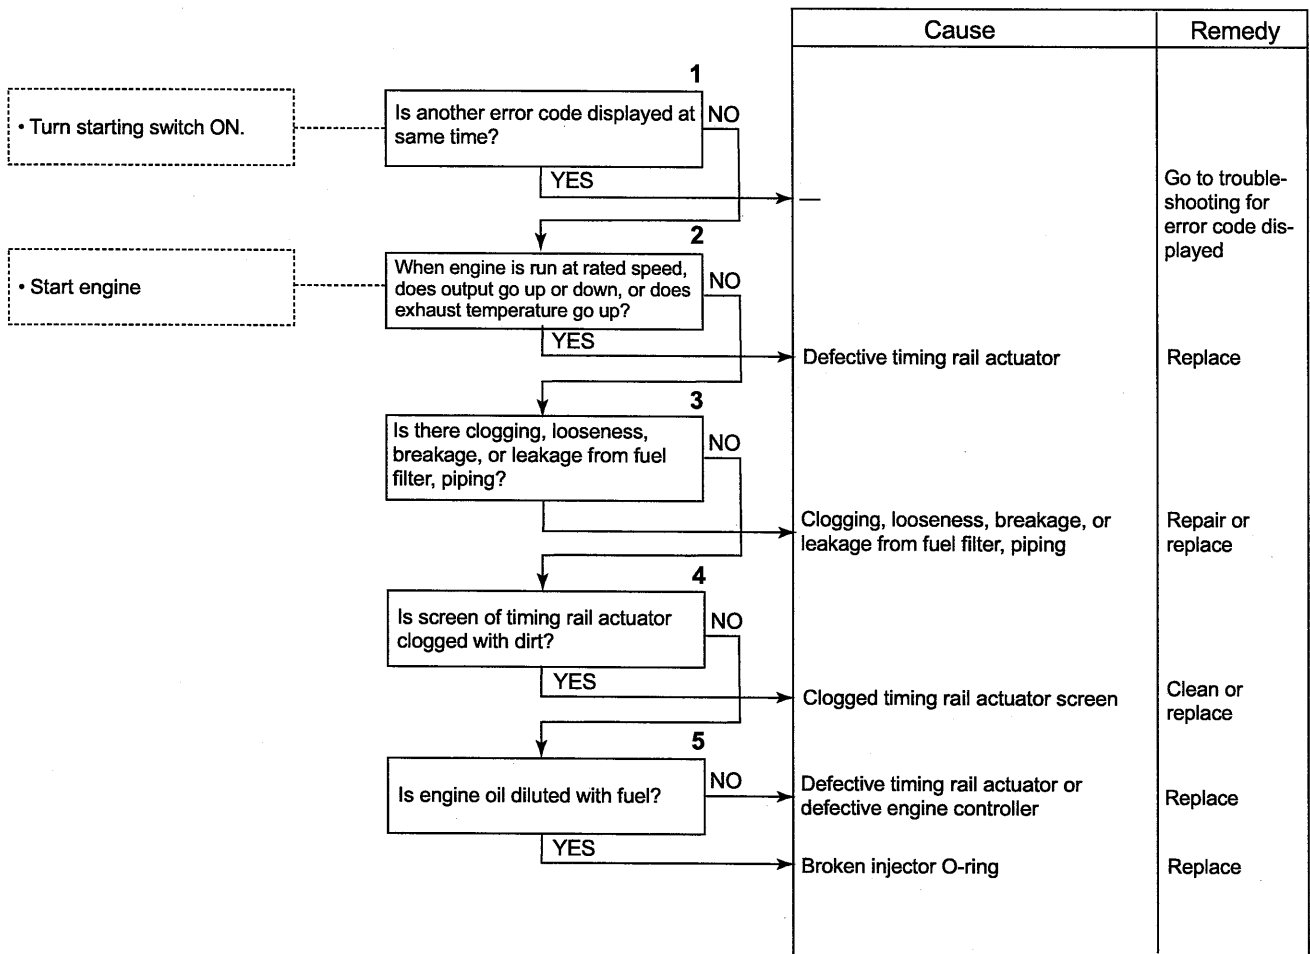 Cause
Remedy
1
• Turn starting switch ON.
Is another error code displayed at
same time?
NO
YES
—
Go to trouble-
shooting for
error code dis-
played
2
• Start engine
When engine is run at rated speed,
does output go up or down, or does
exhaust temperature go up?
NO
YES
Defective timing rail actuator
Replace
3
Is there clogging, looseness,
breakage, or leakage from fuel
filter, piping?
NO
Clogging, looseness, breakage, or
leakage from fuel filter, piping
Repair or
replace
4
Is screen of timing rail actuator
clogged with dirt?
NO
YES
Clogged timing rail actuator screen
Clean or
replace
5
Is engine oil diluted with fuel?
NO
Defective timing rail actuator or
defective engine controller
Replace
YES
Broken injector O-ring
Replace